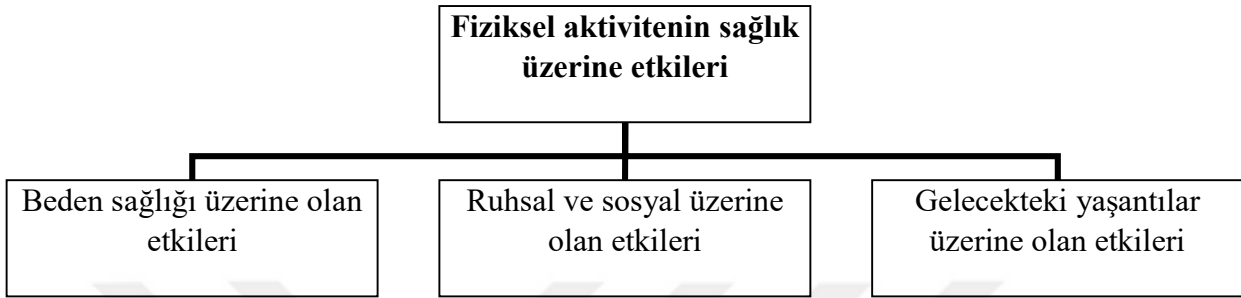 Fiziksel aktivitenin sağlık
üzerine etkileri
Beden sağlığı üzerine olan
etkileri
Ruhsal ve sosyal üzerine
olan etkileri
Gelecekteki yaşantılar
üzerine olan etkileri